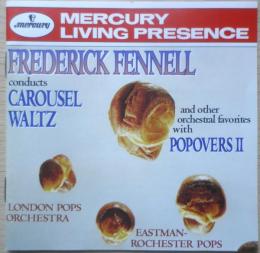 mercury
MERCURY
LIVING PRESENCE
FREDERICK FENNELL
conducts
CAROUSEL
WALTZ
and other
orchestral favorites
with
POPOVERS II
LONDON POPS
ORCHESTRA
EASTMAN-
ROCHESTER POPS